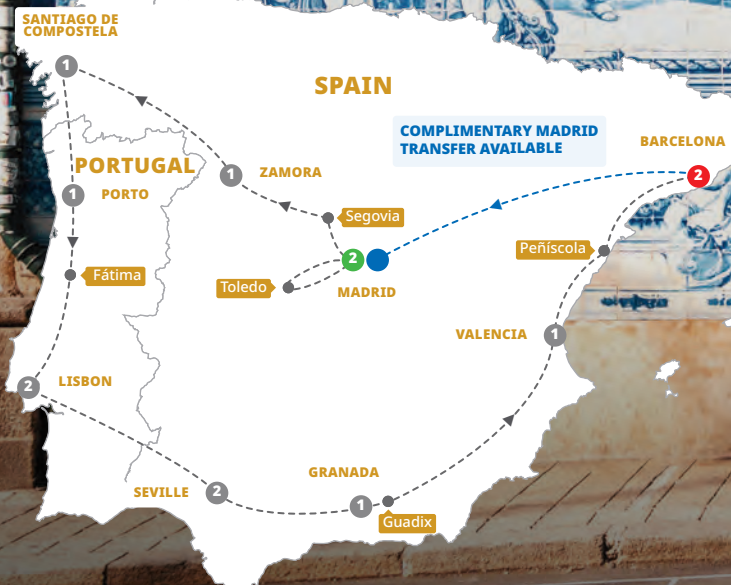 SANTIAGO DE
COMPOSTELA
1
SPAIN
COMPLIMENTARY MADRID
TRANSFER AVAILABLE
BARCELONA
2
PORTUGAL
1
ZAMORA
1
PORTO
Segovia
Peñíscola
Fátima
2
Toledo
MADRID
VALENCIA
1
2
LISBON
GRANADA
SEVILLE
2
1
Guadix